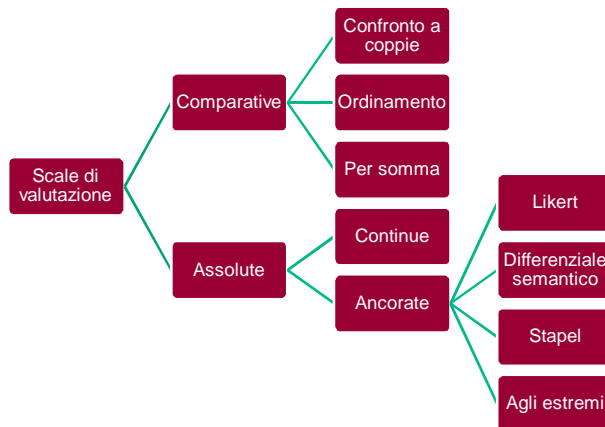 Scale di
valutazione
Comparative
Confronto a
coppie
Ordinamento
Per somma
Assolute
Continue
Ancorate
Likert
Differenziale
semantico
Stapel
Agli estremi